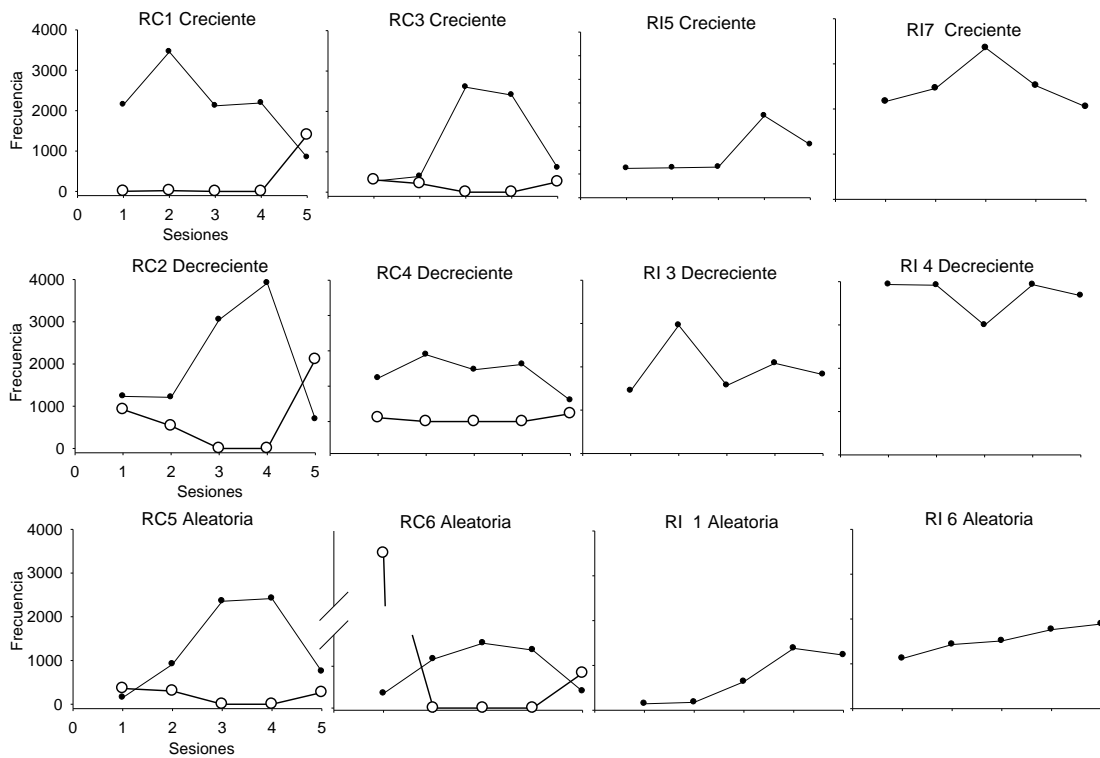 RC1 Creciente
RC3 Creciente
RI5 Creciente
RI7 Creciente
4000
3000
2000
1000
0
Frecuencia
0 1 2 3 4 5
Sesiones
RC2 Decreciente
RC4 Decreciente
RI 3 Decreciente
RI 4 Decreciente
4000
3000
2000
1000
0
Frecuencia
0 1 2 3 4 5
Sesiones
RC5 Aleatoria
RC6 Aleatoria
RI 1 Aleatoria
RI 6 Aleatoria
4000
3000
2000
1000
0
Frecuencia
0 1 2 3 4 5
Sesiones